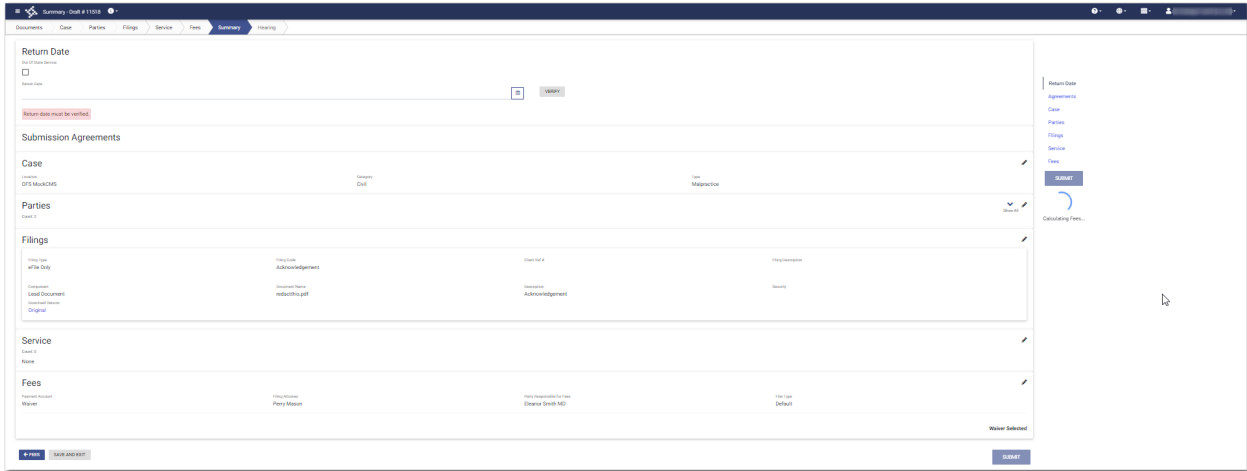 Summary - Draft # 11518
Documents Case Parties Filings Service Fees Summary Hearing
Return Date
Out Of State Service
Return Date
VERIFY
Return date must be verified.
Submission Agreements
Case
Location Category Type
OFS MockCMS Civil Malpractice
Parties
Count: 2
Show All
Filings
Filing Type Filing Code Client Ref # Filing Description
eFile Only Acknowledgement
Component Document Name Description Security
Lead Document redactthis.pdf Acknowledgement
Download Version
Original
Service
Count: 0
None
Fees
Payment Account Filing Attorney Party Responsible for Fees Filer Type
Waiver Perry Mason Eleanor Smith MD Default
Waiver Selected
← FEES SAVE AND EXIT SUBMIT
Return Date
Agreements
Case
Parties
Filings
Service
Fees
SUBMIT
Calculating Fees...